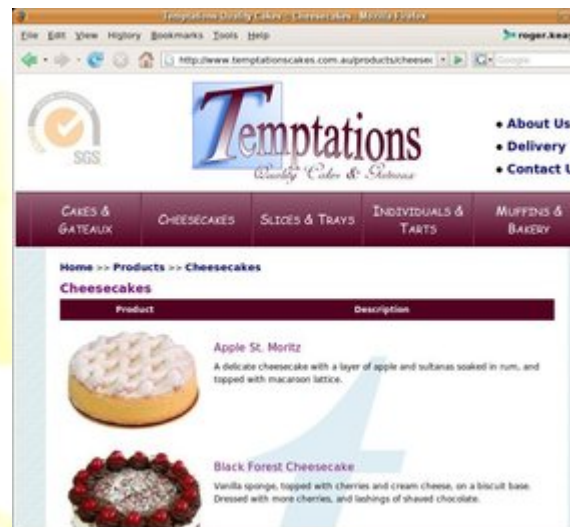 Temptations Quality Cakes - Cheesecakes - Mozilla Firefox
File Edit View History Bookmarks Tools Help
roger.keay
http://www.temptationscakes.com.au/products/cheesec
Google
SGS
Temptations
Quality Cakes & Gateaux
• About Us
• Delivery
• Contact U
CAKES & GATEAUX
CHEESECAKES
SLICES & TRAYS
INDIVIDUALS & TARTS
MUFFINS & BAKERY
Home >> Products >> Cheesecakes
Cheesecakes
Product Description
Apple St. Moritz
A delicate cheesecake with a layer of apple and sultanas soaked in rum, and
topped with macaroon lattice.
Black Forest Cheesecake
Vanilla sponge, topped with cherries and cream cheese, on a biscuit base.
Dressed with more cherries, and lashings of shaved chocolate.